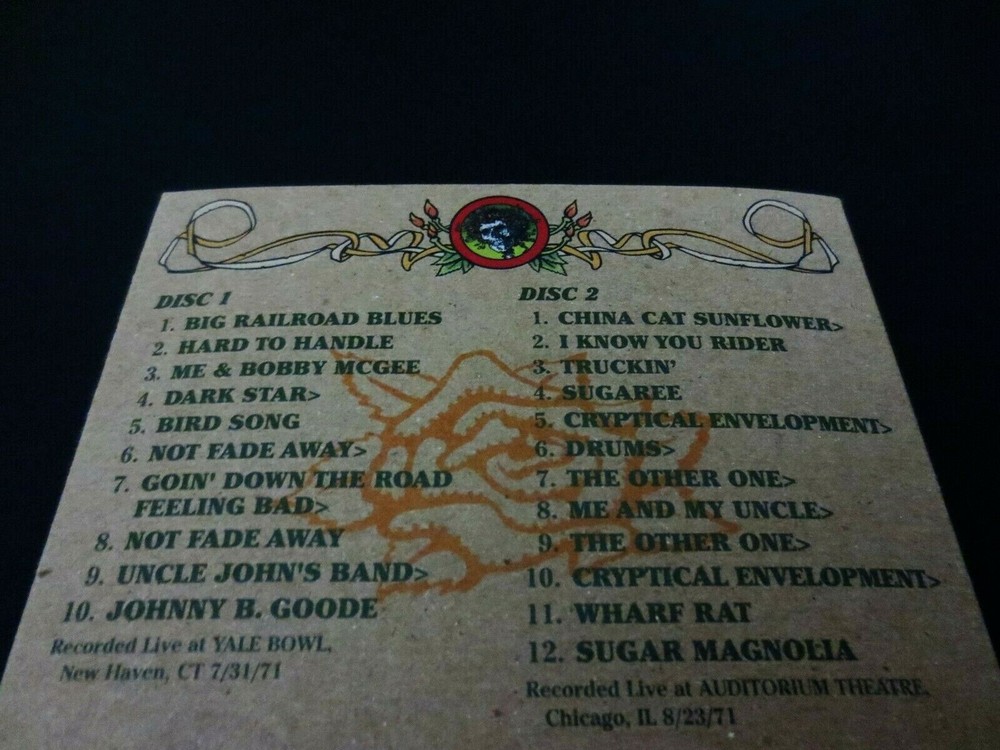 DISC 1
1. BIG RAILROAD BLUES
2. HARD TO HANDLE
3. ME & BOBBY MCGEE
4. DARK STAR>
5. BIRD SONG
6. NOT FADE AWAY>
7. GOIN' DOWN THE ROAD
FEELING BAD>
8. NOT FADE AWAY
9. UNCLE JOHN'S BAND>
10. JOHNNY B. GOODE
Recorded Live at YALE BOWL,
New Haven, CT 7/31/71
DISC 2
1. CHINA CAT SUNFLOWER>
2. I KNOW YOU RIDER
3. TRUCKIN'
4. SUGAREE
5. CRYPTICAL ENVELOPMENT>
6. DRUMS>
7. THE OTHER ONE>
8. ME AND MY UNCLE>
9. THE OTHER ONE>
10. CRYPTICAL ENVELOPMENT>
11. WHARF RAT
12. SUGAR MAGNOLIA
Recorded Live at AUDITORIUM THEATRE,
Chicago, IL 8/23/71